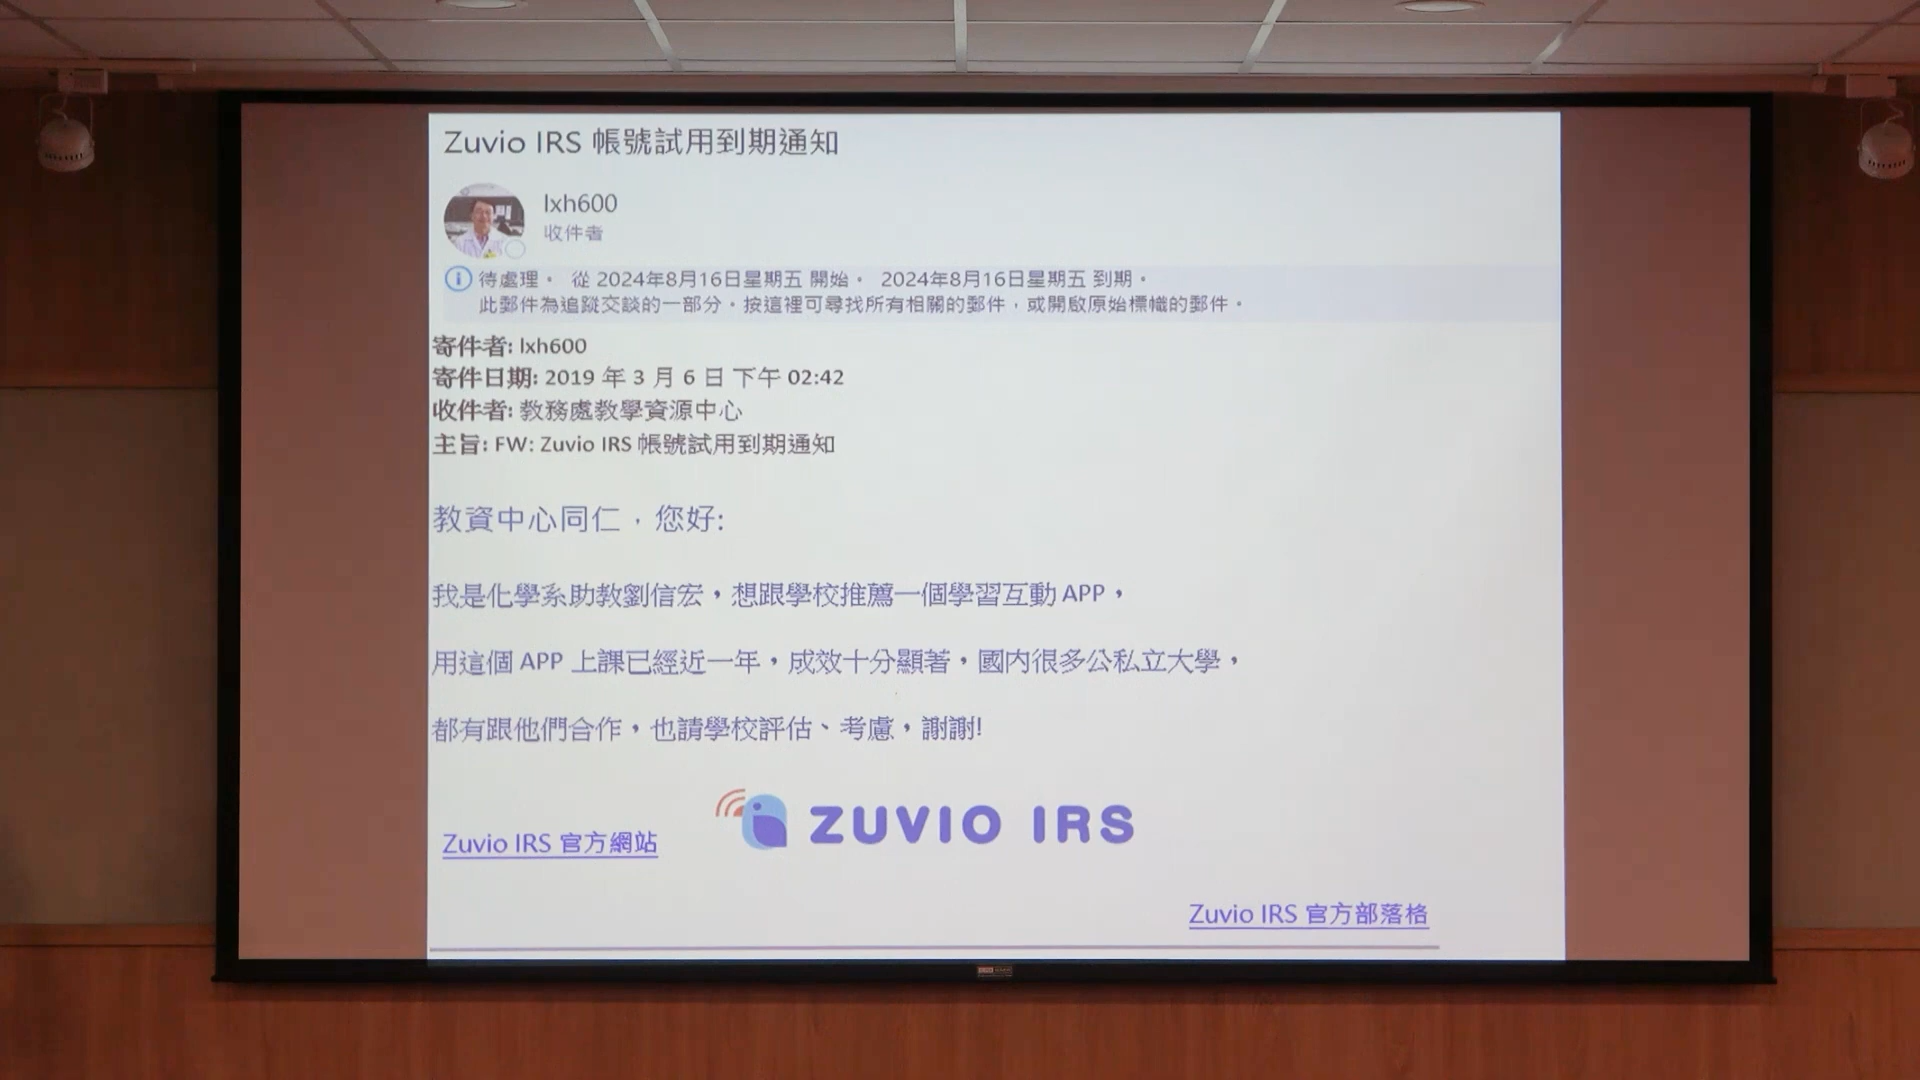 Zuvio IRS 帳號試用到期通知
lxh600
收件者
待處理。 從 2024年8月16日星期五 開始。 2024年8月16日星期五 到期。
此郵件為追蹤交談的一部分。按這裡可尋找所有相關的郵件，或開啟原始標幟的郵件。
寄件者: lxh600
寄件日期: 2019 年 3 月 6 日 下午 02:42
收件者: 教務處教學資源中心
主旨: FW: Zuvio IRS 帳號試用到期通知
教資中心同仁，您好:
我是化學系助教劉信宏，想跟學校推薦一個學習互動 APP，
用這個 APP 上課已經近一年，成效十分顯著，國內很多公私立大學，
都有跟他們合作，也請學校評估、考慮，謝謝!
ZUVIO IRS
Zuvio IRS 官方網站
Zuvio IRS 官方部落格